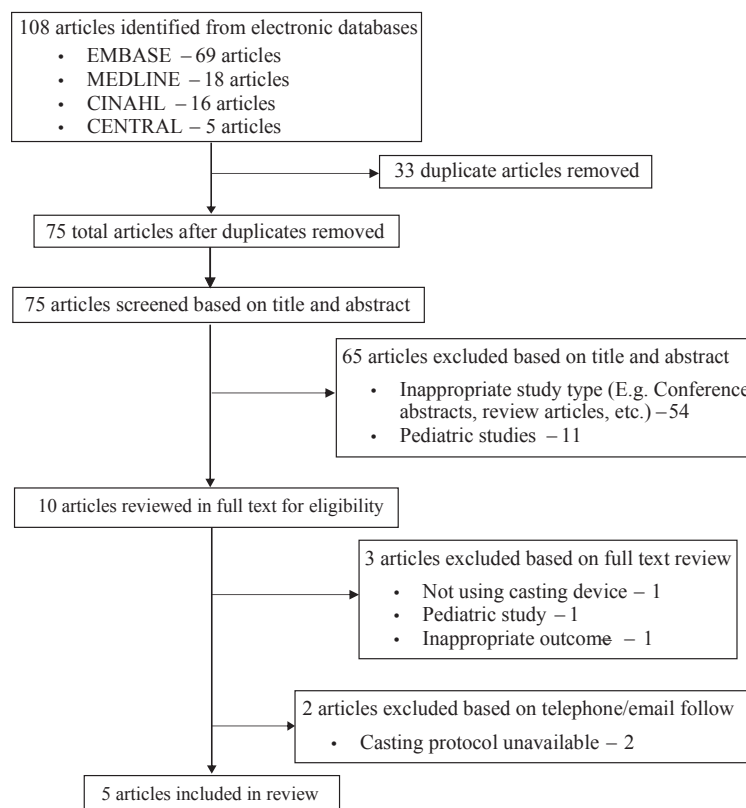 108 articles identified from electronic databases
• EMBASE – 69 articles
• MEDLINE – 18 articles
• CINAHL – 16 articles
• CENTRAL – 5 articles
33 duplicate articles removed
75 total articles after duplicates removed
75 articles screened based on title and abstract
65 articles excluded based on title and abstract
• Inappropriate study type (E.g. Conference
abstracts, review articles, etc.) – 54
• Pediatric studies – 11
10 articles reviewed in full text for eligibility
3 articles excluded based on full text review
• Not using casting device – 1
• Pediatric study – 1
• Inappropriate outcome – 1
2 articles excluded based on telephone/email follow
• Casting protocol unavailable – 2
5 articles included in review